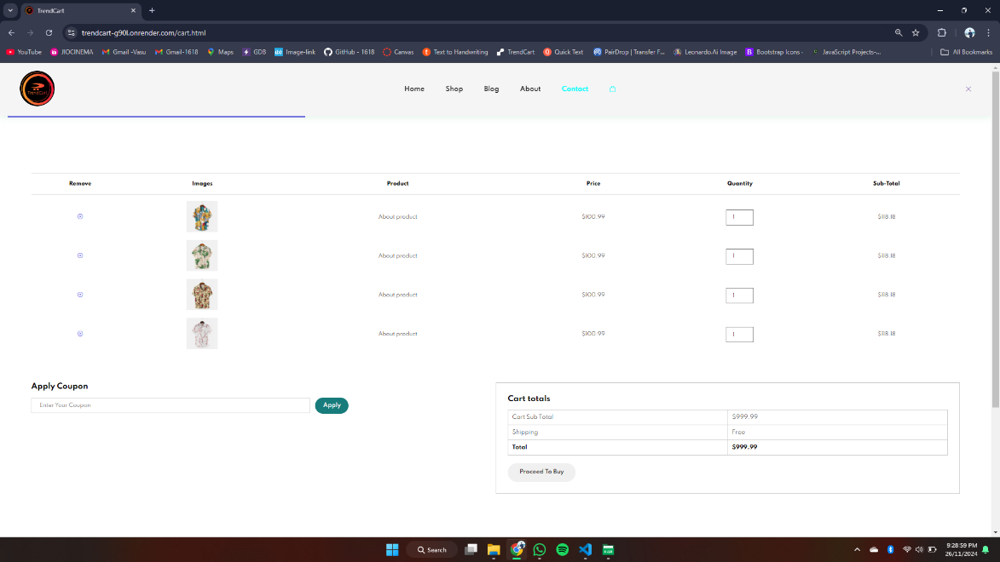 TrendCart
trendcart-g90l.onrender.com/cart.html
YouTube JIOCINEMA Gmail -Vasu Gmail-1618 Maps GDB Image-link GitHub - 1618 Canvas Text to Handwriting TrendCart Quick Text PairDrop | Transfer F... Leonardo.Ai Image Bootstrap Icons · JavaScript Projects-... All Bookmarks
TrendCart
Home Shop Blog About Contact
Remove Images Product Price Quantity Sub-Total
About product $100.99 1 $118.18
About product $100.99 1 $118.18
About product $100.99 1 $118.18
About product $100.99 1 $118.18
Apply Coupon
Enter Your Coupon Apply
Cart totals
Cart Sub Total $999.99
Shipping Free
Total $999.99
Proceed To Buy
Search
9:28:59 PM
26/11/2024